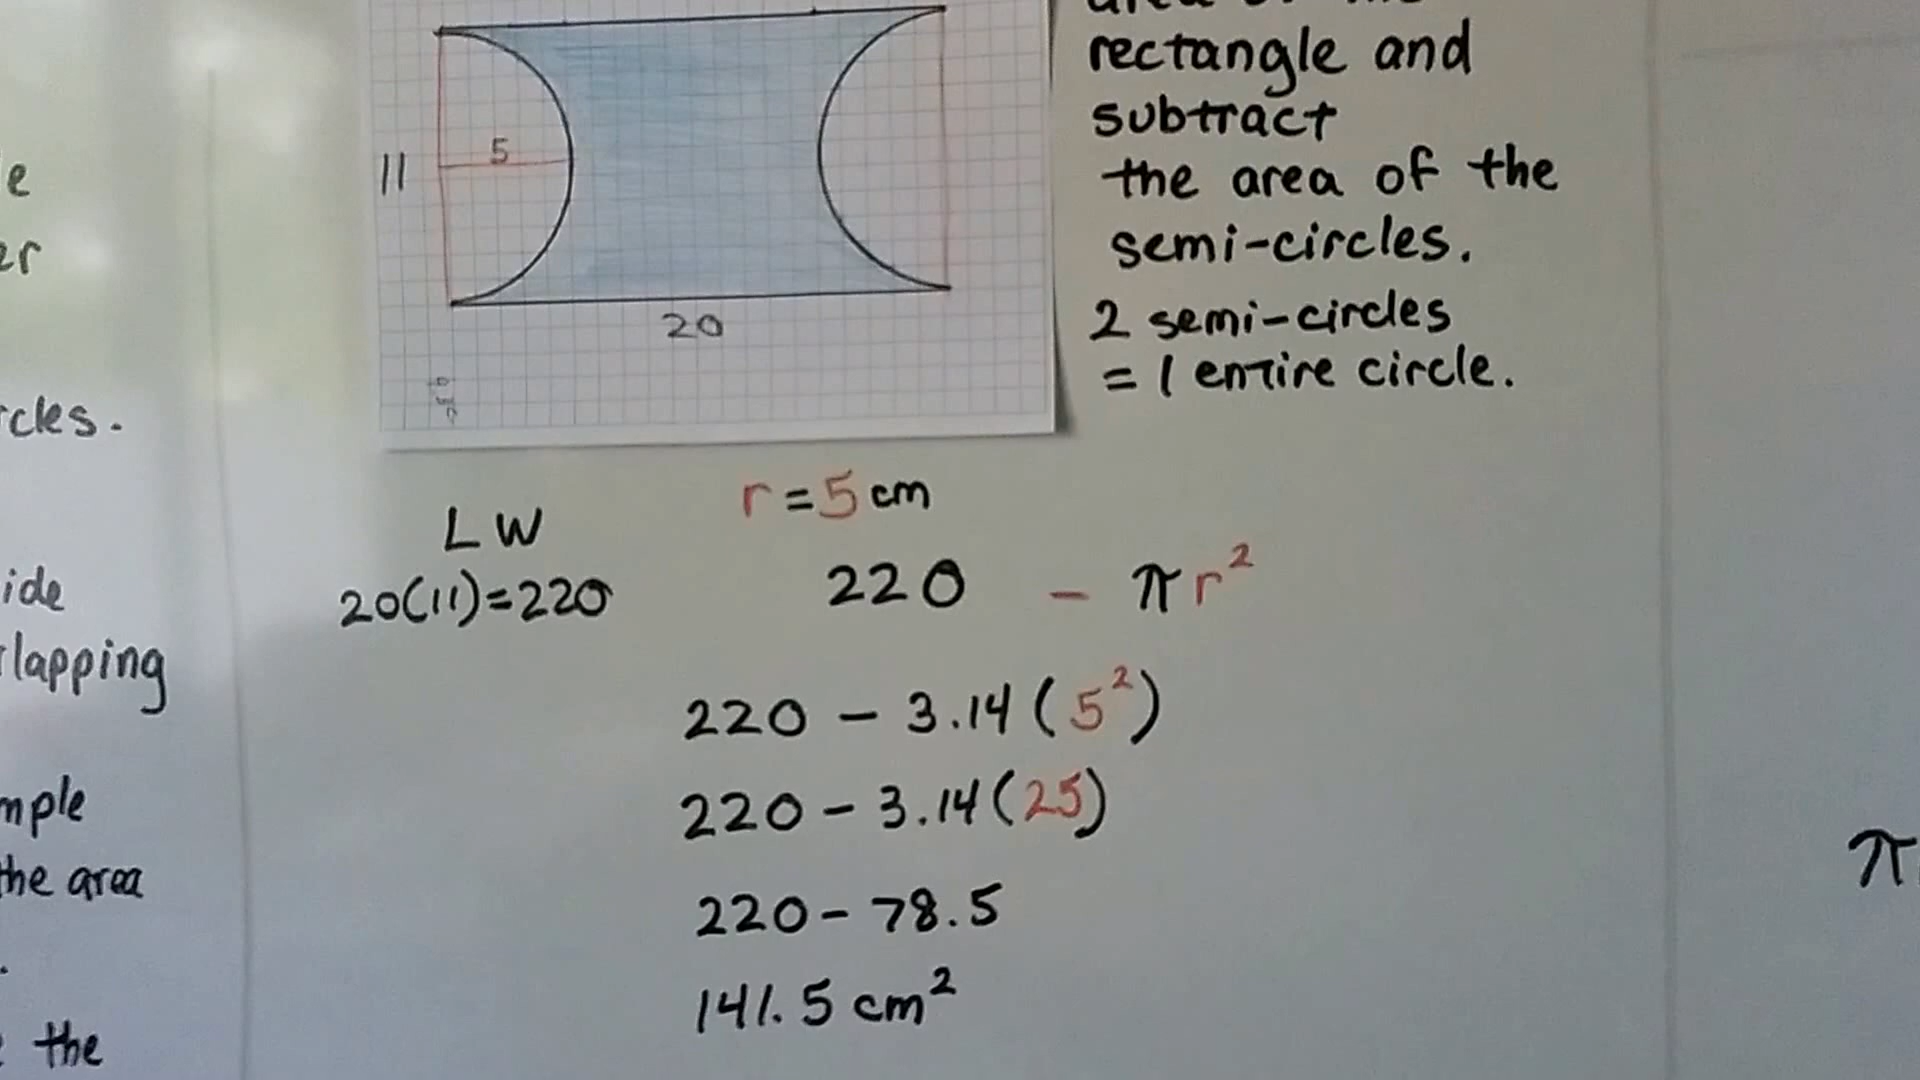 rectangle and
subtract
the area of the
semi-circles.
2 semi-circles
= 1 entire circle.
11
5
20
r = 5 cm
L W
20(11)=220
220 - πr²
220 - 3.14(5²)
220 - 3.14(25)
220 - 78.5
141.5 cm²
π
cles.
ide
lapping
mple
the area
the